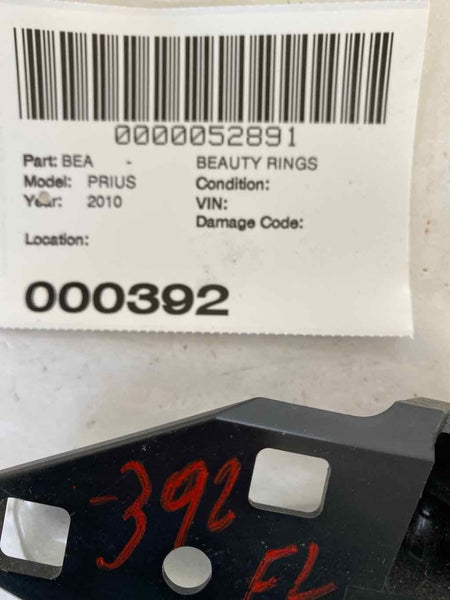 0000052891
Part: BEA - BEAUTY RINGS
Model: PRIUS Condition:
Year: 2010 VIN:
Damage Code:
Location:
000392
-392
FL